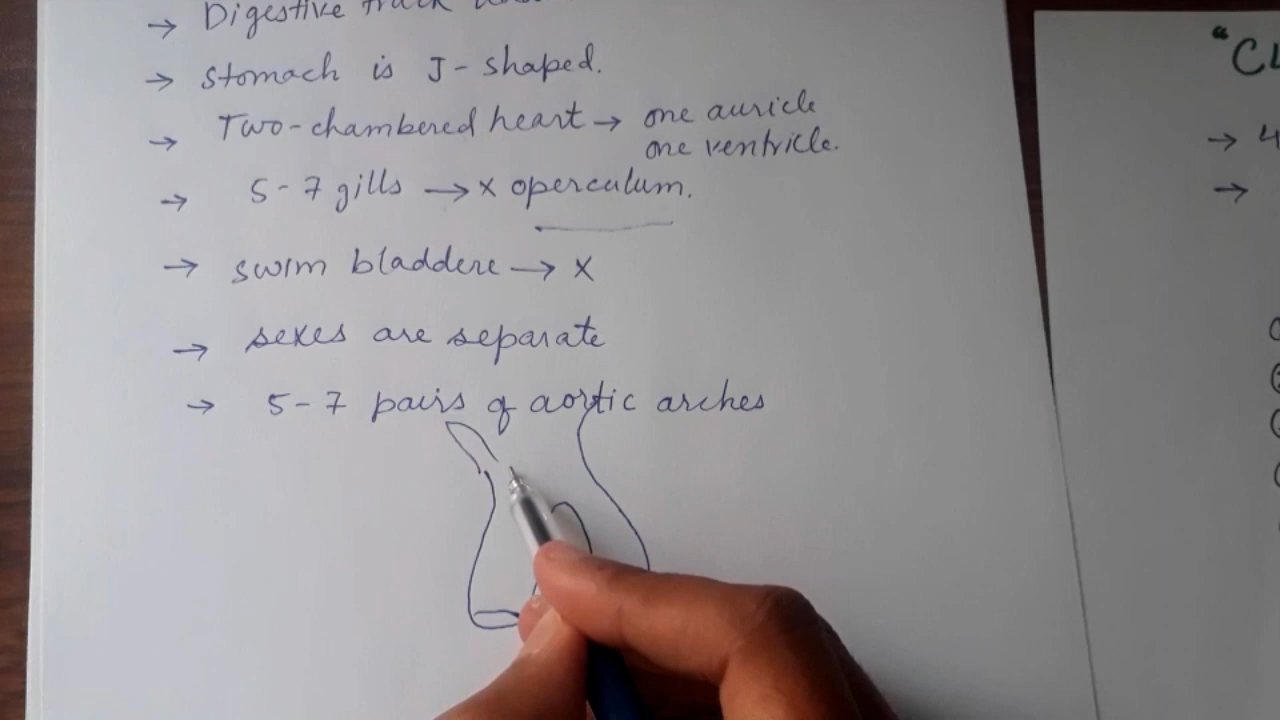 → Digestive
→ Stomach is J-shaped.
→ Two-chambered heart → one auricle
one ventricle.
→ 5-7 gills → x operculum.
→ swim bladdere → x
→ sexes are separate
→ 5-7 pairs of aortic arches
"CL
→ 4
→